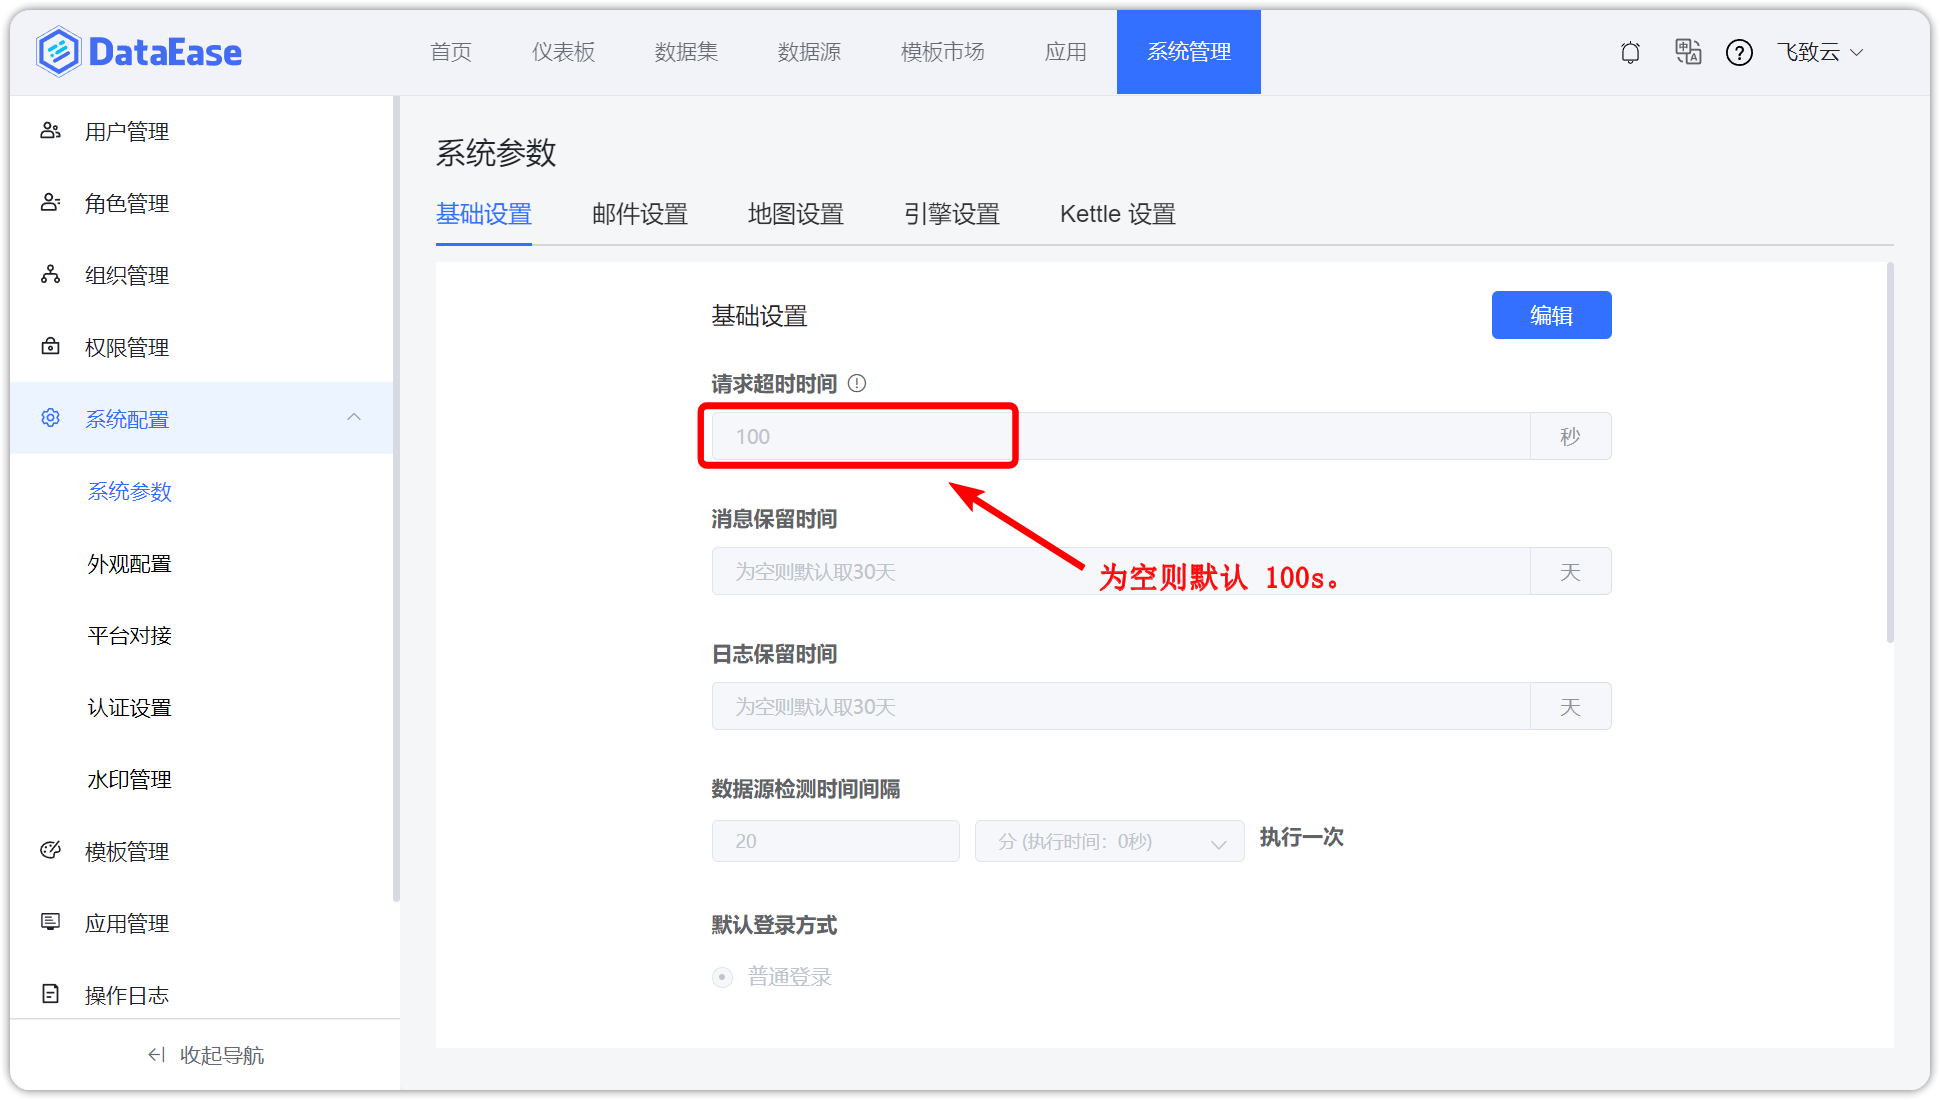 DataEase
首页 仪表板 数据集 数据源 模板市场 应用 系统管理
飞致云
用户管理
角色管理
组织管理
权限管理
系统配置
系统参数
外观配置
平台对接
认证设置
水印管理
模板管理
应用管理
操作日志
收起导航
系统参数
基础设置 邮件设置 地图设置 引擎设置 Kettle 设置
基础设置
编辑
请求超时时间
100 秒
消息保留时间
为空则默认取30天 天
为空则默认 100s。
日志保留时间
为空则默认取30天 天
数据源检测时间间隔
20 分 (执行时间：0秒) 执行一次
默认登录方式
普通登录